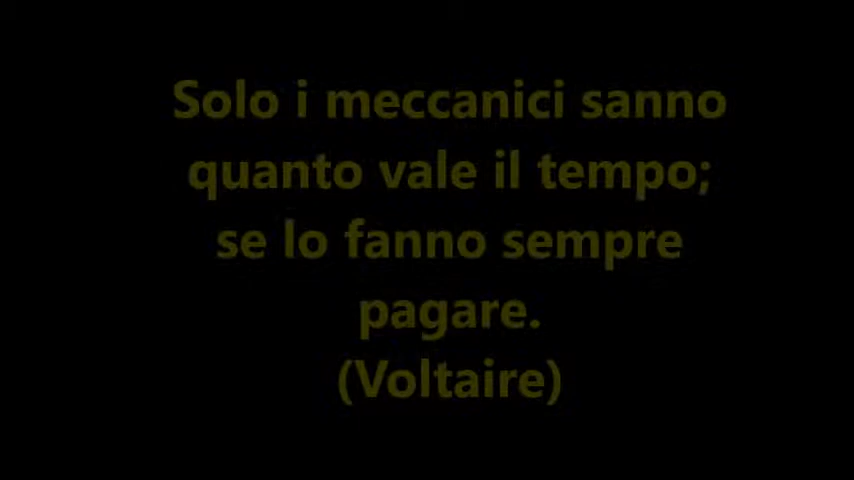 Solo i meccanici sanno
quanto vale il tempo;
se lo fanno sempre
pagare.
(Voltaire)